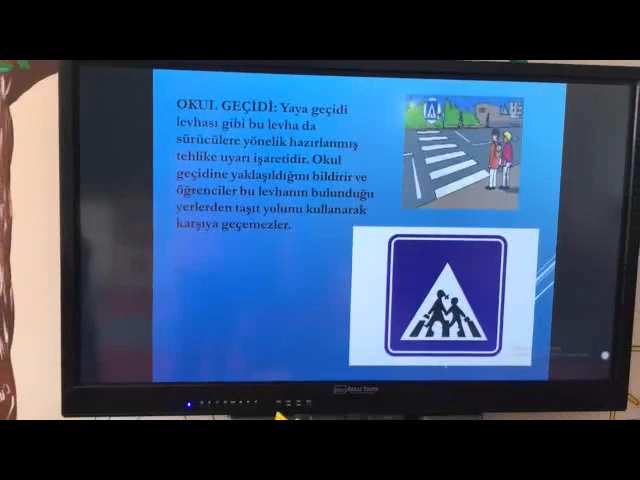 OKUL GEÇİDİ: Yaya geçidi
levhası gibi bu levha da
sürücülere yönelik hazırlanmış
tehlike uyarı işaretidir. Okul
geçidine yaklaşıldığını bildirir ve
öğrenciler bu levhanın bulunduğu
yerlerden taşıt yolunu kullanarak
karşıya geçemezler.